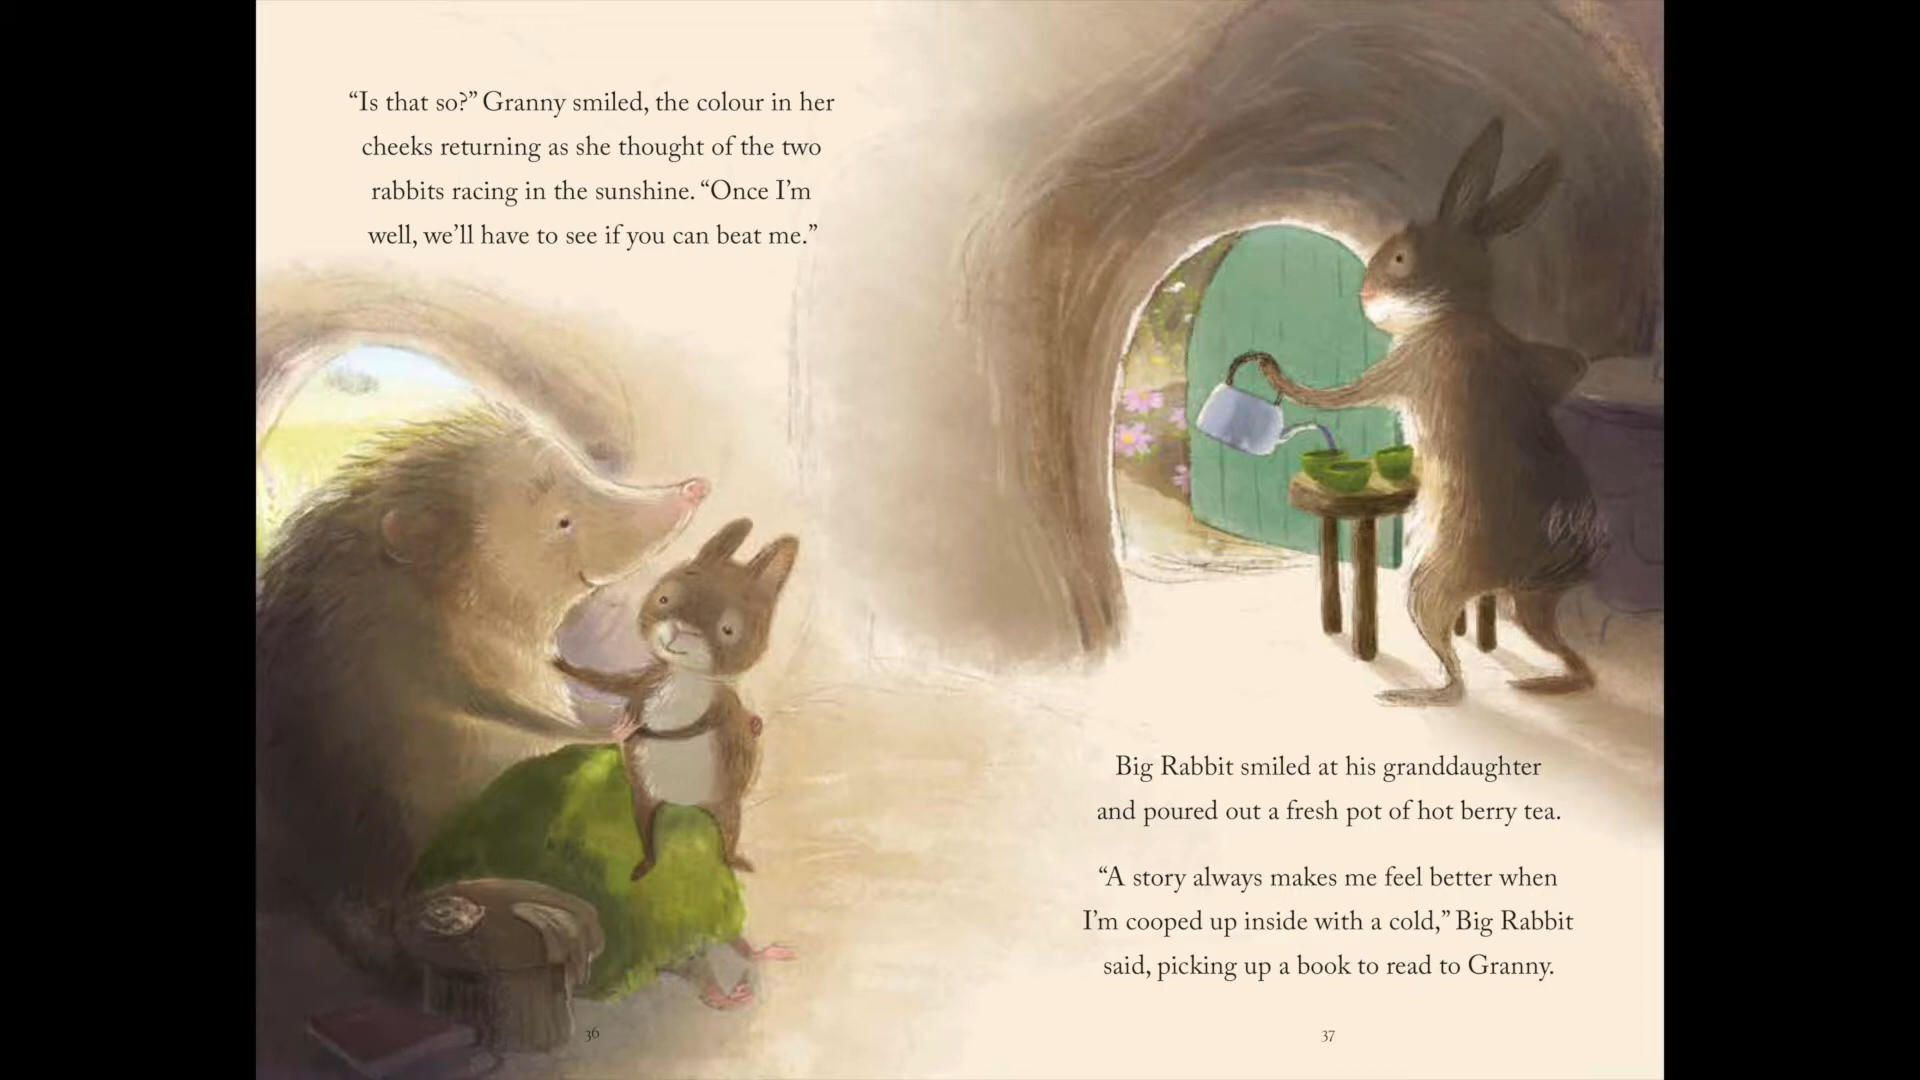 “Is that so?” Granny smiled, the colour in her
cheeks returning as she thought of the two
rabbits racing in the sunshine. “Once I’m
well, we’ll have to see if you can beat me.”
36
Big Rabbit smiled at his granddaughter
and poured out a fresh pot of hot berry tea.
“A story always makes me feel better when
I’m cooped up inside with a cold,” Big Rabbit
said, picking up a book to read to Granny.
37